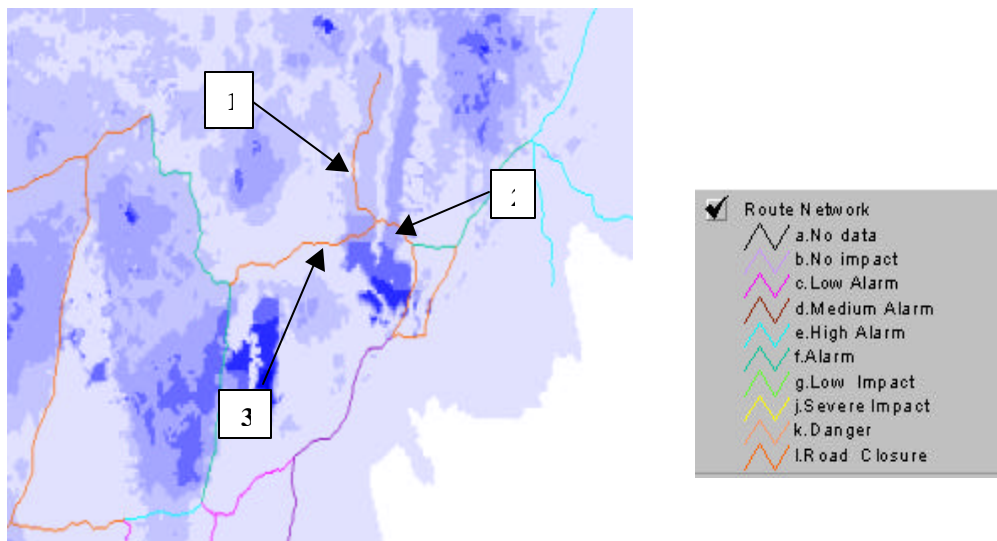 1
2
3
Route Network
a.No data
b.No impact
c.Low Alarm
d.Medium Alarm
e.High Alarm
f.Alarm
g.Low Impact
j.Severe Impact
k.Danger
l.Road Closure